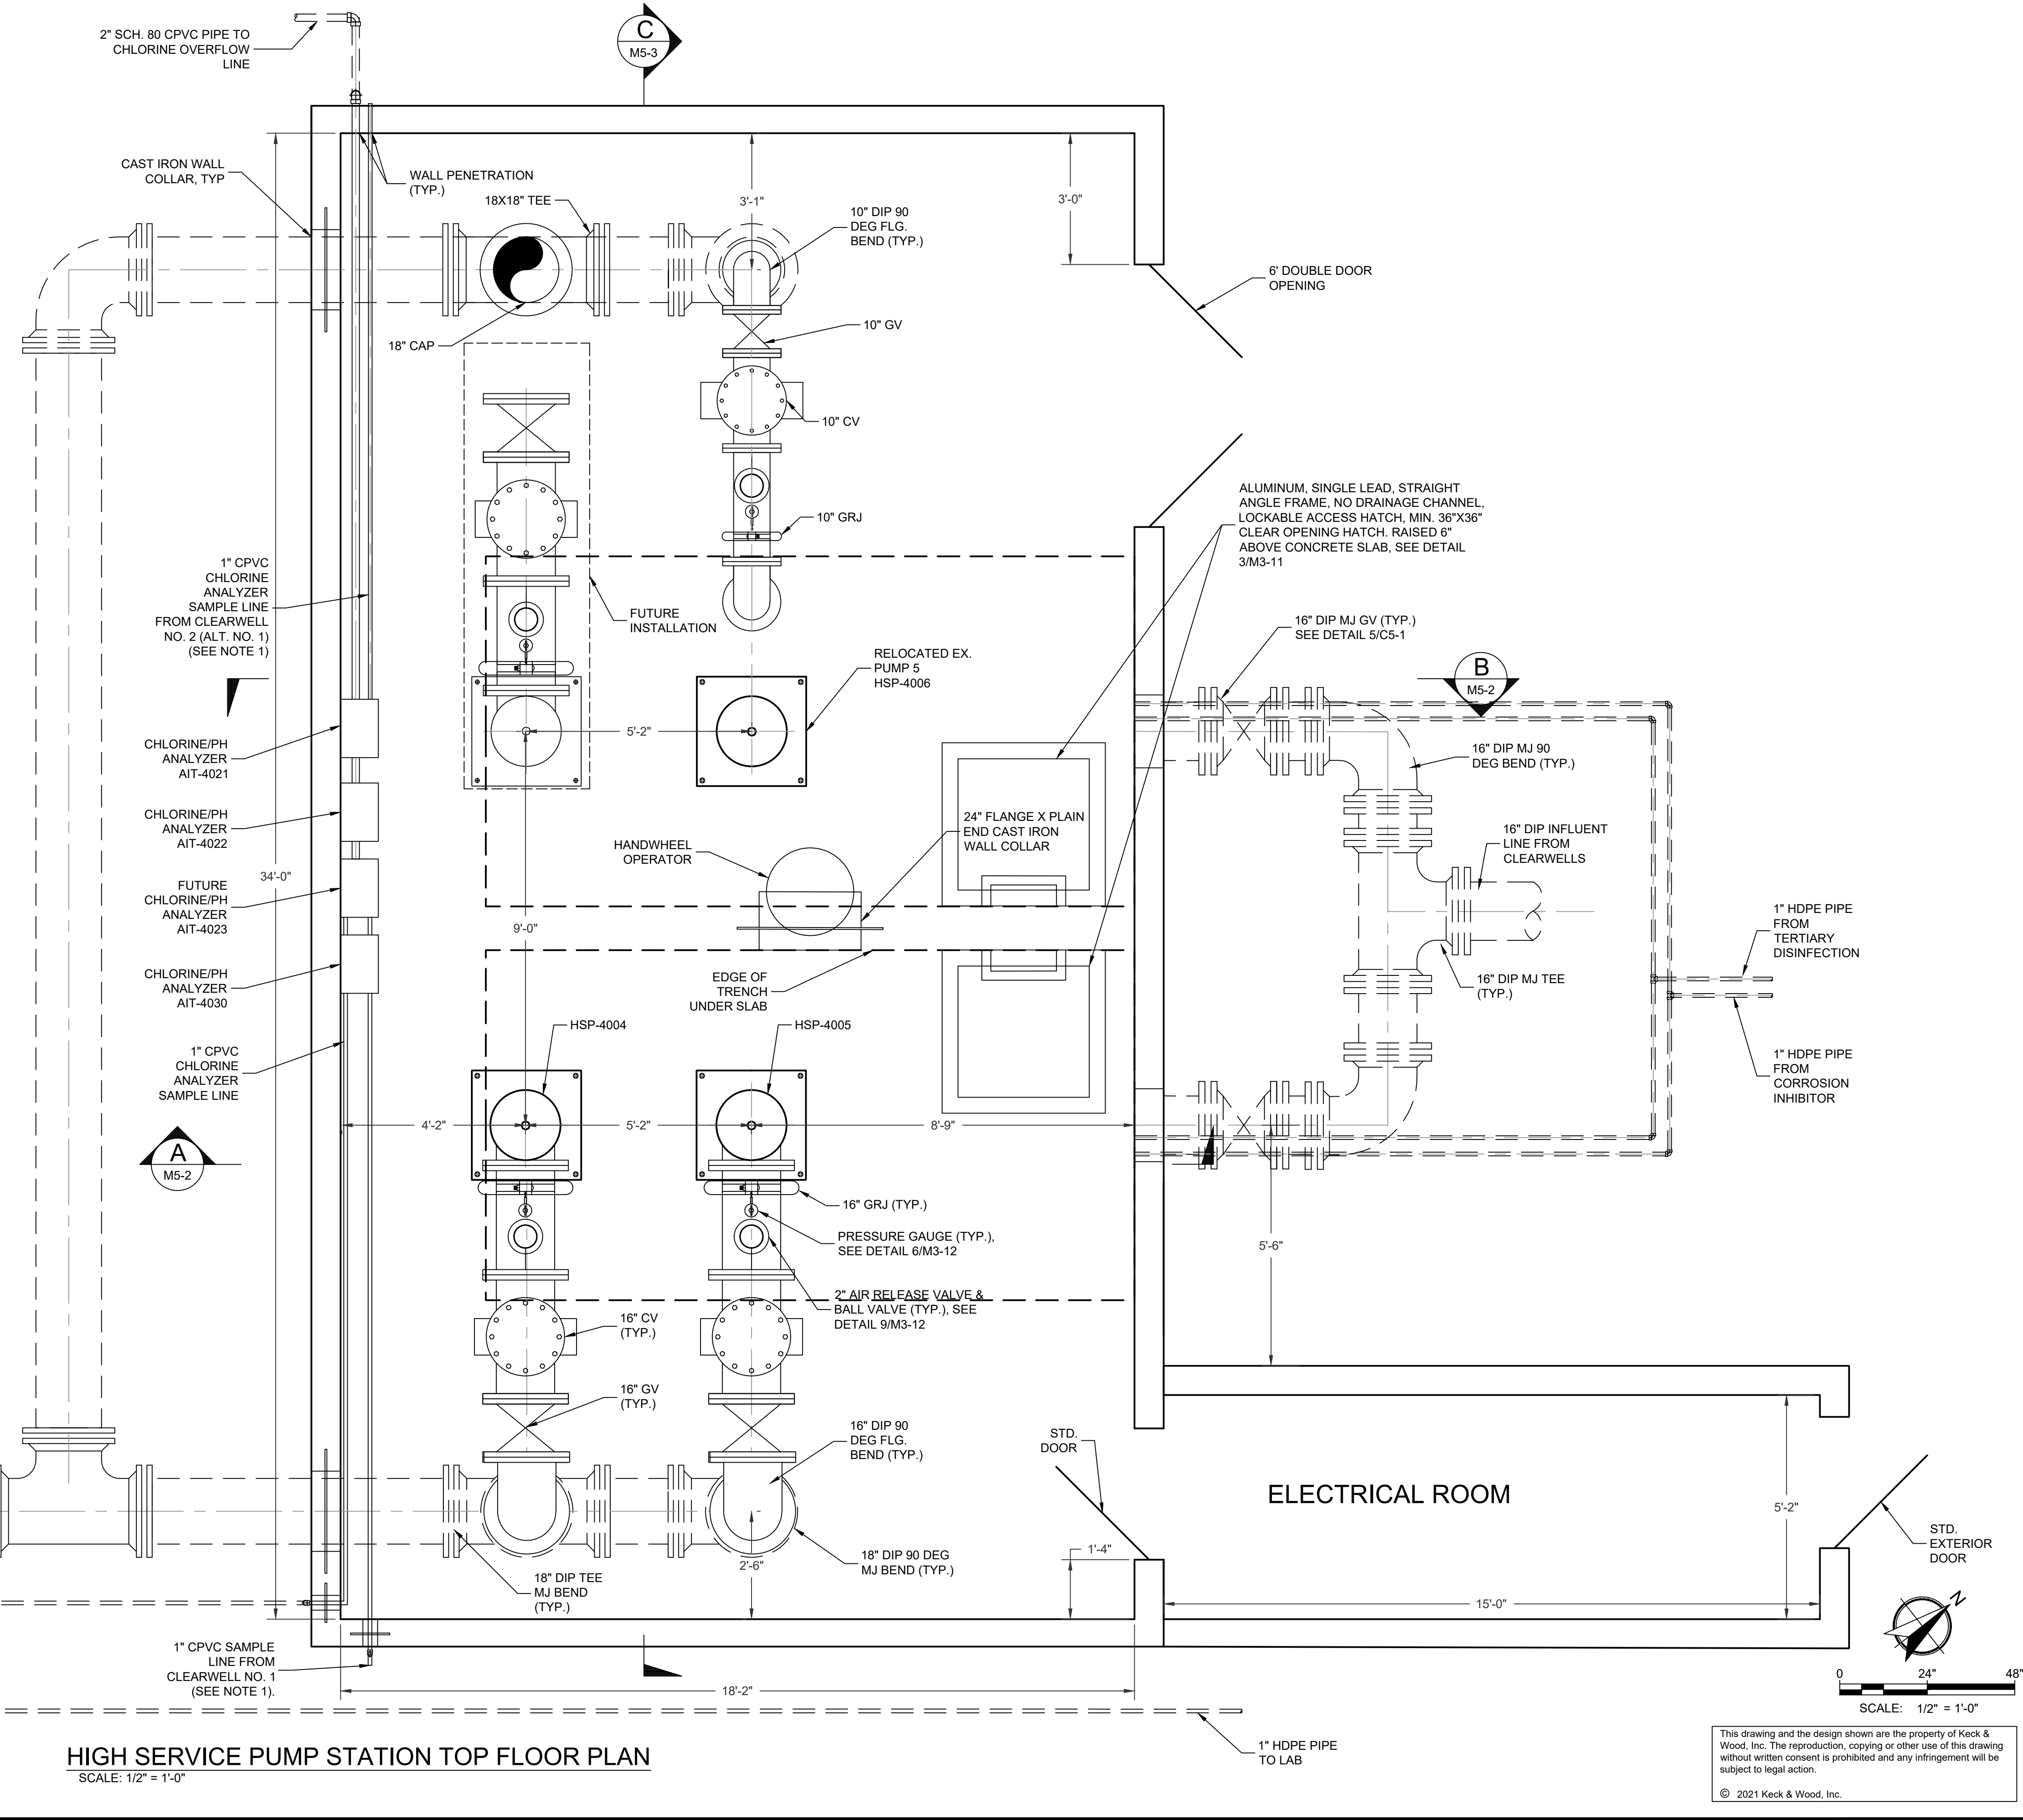 2" SCH. 80 CPVC PIPE TO
CHLORINE OVERFLOW
LINE
C
M5-3
CAST IRON WALL
COLLAR, TYP
WALL PENETRATION
(TYP.)
18X18" TEE
3'-1"
10" DIP 90
DEG FLG.
BEND (TYP.)
3'-0"
6' DOUBLE DOOR
OPENING
18" CAP
10" GV
10" CV
10" GRJ
ALUMINUM, SINGLE LEAD, STRAIGHT
ANGLE FRAME, NO DRAINAGE CHANNEL,
LOCKABLE ACCESS HATCH, MIN. 36"X36"
CLEAR OPENING HATCH. RAISED 6"
ABOVE CONCRETE SLAB, SEE DETAIL
3/M3-11
1" CPVC
CHLORINE
ANALYZER
SAMPLE LINE
FROM CLEARWELL
NO. 2 (ALT. NO. 1)
(SEE NOTE 1)
FUTURE
INSTALLATION
16" DIP MJ GV (TYP.)
SEE DETAIL 5/C5-1
RELOCATED EX.
PUMP 5
HSP-4006
B
M5-2
5'-2"
CHLORINE/PH
ANALYZER
AIT-4021
16" DIP MJ 90
DEG BEND (TYP.)
CHLORINE/PH
ANALYZER
AIT-4022
HANDWHEEL
OPERATOR
24" FLANGE X PLAIN
END CAST IRON
WALL COLLAR
16" DIP INFLUENT
LINE FROM
CLEARWELLS
34'-0"
FUTURE
CHLORINE/PH
ANALYZER
AIT-4023
9'-0"
1" HDPE PIPE
FROM
TERTIARY
DISINFECTION
CHLORINE/PH
ANALYZER
AIT-4030
EDGE OF
TRENCH
UNDER SLAB
16" DIP MJ TEE
(TYP.)
HSP-4004
HSP-4005
1" CPVC
CHLORINE
ANALYZER
SAMPLE LINE
1" HDPE PIPE
FROM
CORROSION
INHIBITOR
4'-2"
5'-2"
8'-9"
A
M5-2
16" GRJ (TYP.)
PRESSURE GAUGE (TYP.),
SEE DETAIL 6/M3-12
5'-6"
2" AIR RELEASE VALVE &
BALL VALVE (TYP.), SEE
DETAIL 9/M3-12
16" CV
(TYP.)
16" GV
(TYP.)
16" DIP 90
DEG FLG.
BEND (TYP.)
STD.
DOOR
ELECTRICAL ROOM
5'-2"
STD.
EXTERIOR
DOOR
1'-4"
2'-6"
18" DIP 90 DEG
MJ BEND (TYP.)
18" DIP TEE
MJ BEND
(TYP.)
15'-0"
N
1" CPVC SAMPLE
LINE FROM
CLEARWELL NO. 1
(SEE NOTE 1).
18'-2"
0 24" 48"
SCALE: 1/2" = 1'-0"
1" HDPE PIPE
TO LAB
HIGH SERVICE PUMP STATION TOP FLOOR PLAN
SCALE: 1/2" = 1'-0"
This drawing and the design shown are the property of Keck &
Wood, Inc. The reproduction, copying or other use of this drawing
without written consent is prohibited and any infringement will be
subject to legal action.
© 2021 Keck & Wood, Inc.